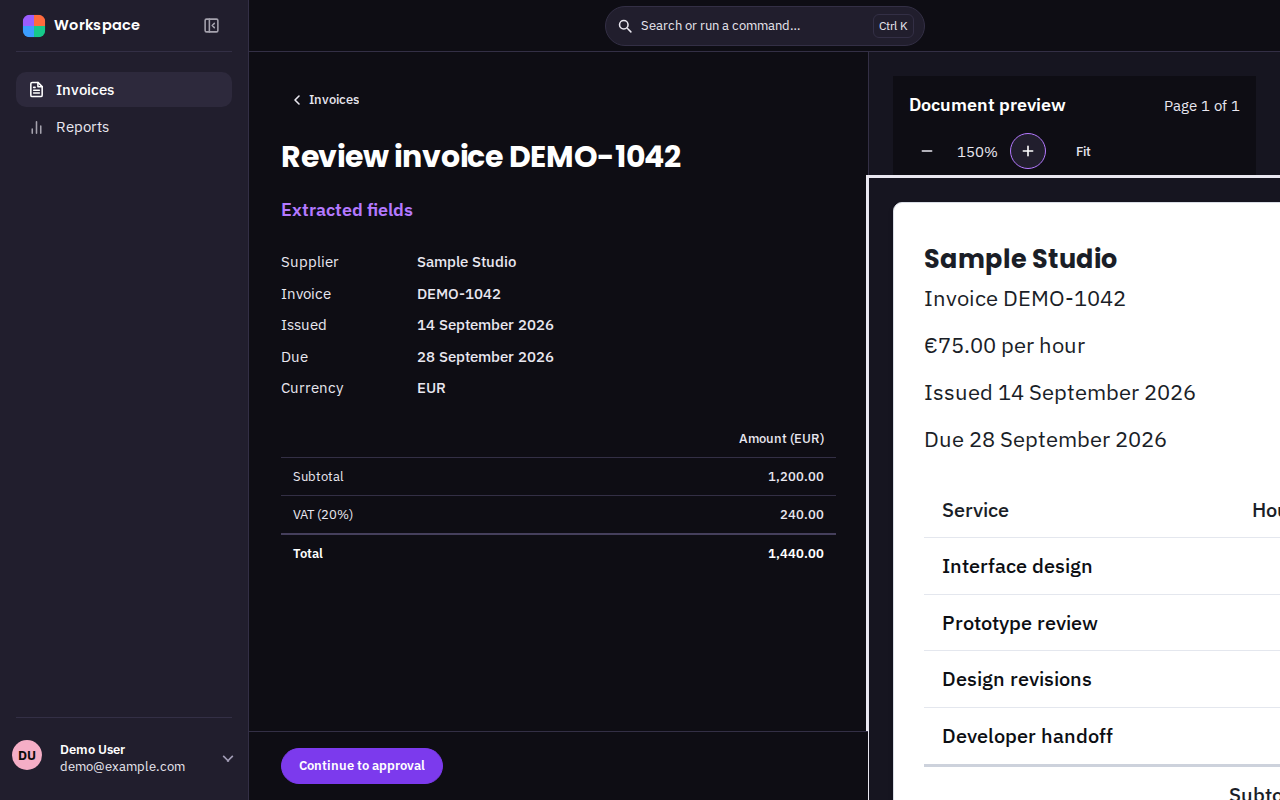 Workspace
Search or run a command...
Ctrl K
Invoices
Reports
Invoices
Review invoice DEMO-1042
Extracted fields
Supplier Sample Studio
Invoice DEMO-1042
Issued 14 September 2026
Due 28 September 2026
Currency EUR
Amount (EUR)
Subtotal 1,200.00
VAT (20%) 240.00
Total 1,440.00
Continue to approval
Document preview Page 1 of 1
150% Fit
Sample Studio
Invoice DEMO-1042
€75.00 per hour
Issued 14 September 2026
Due 28 September 2026
Service
Interface design
Prototype review
Design revisions
Developer handoff
DU
Demo User
demo@example.com